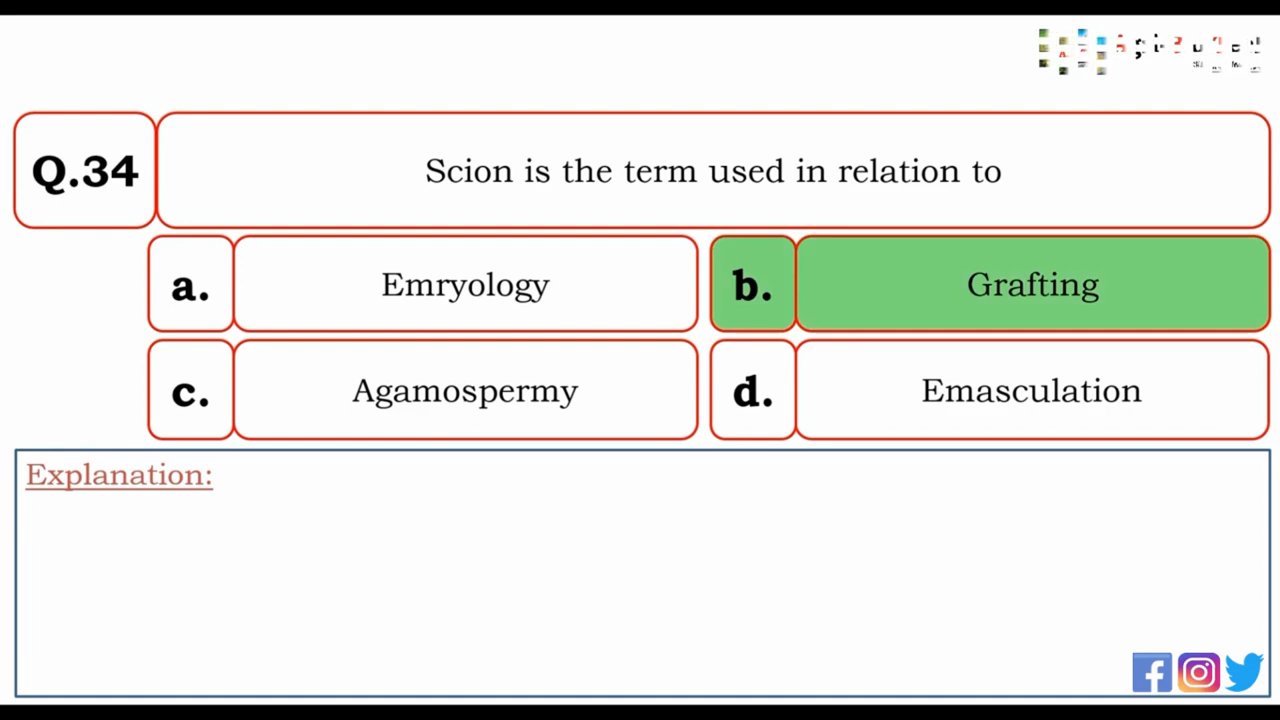 Q.34
Scion is the term used in relation to
a. Emryology
b. Grafting
c. Agamospermy
d. Emasculation
Explanation: